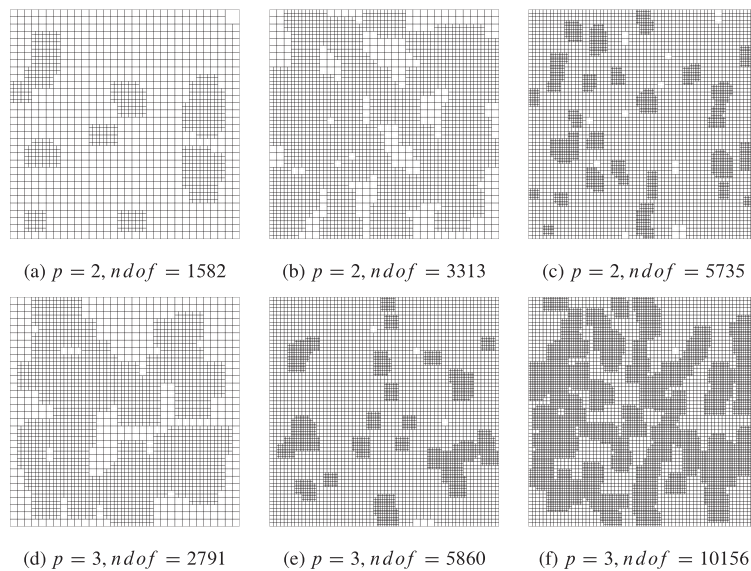 (a) p = 2, ndof = 1582
(b) p = 2, ndof = 3313
(c) p = 2, ndof = 5735
(d) p = 3, ndof = 2791
(e) p = 3, ndof = 5860
(f) p = 3, ndof = 10156